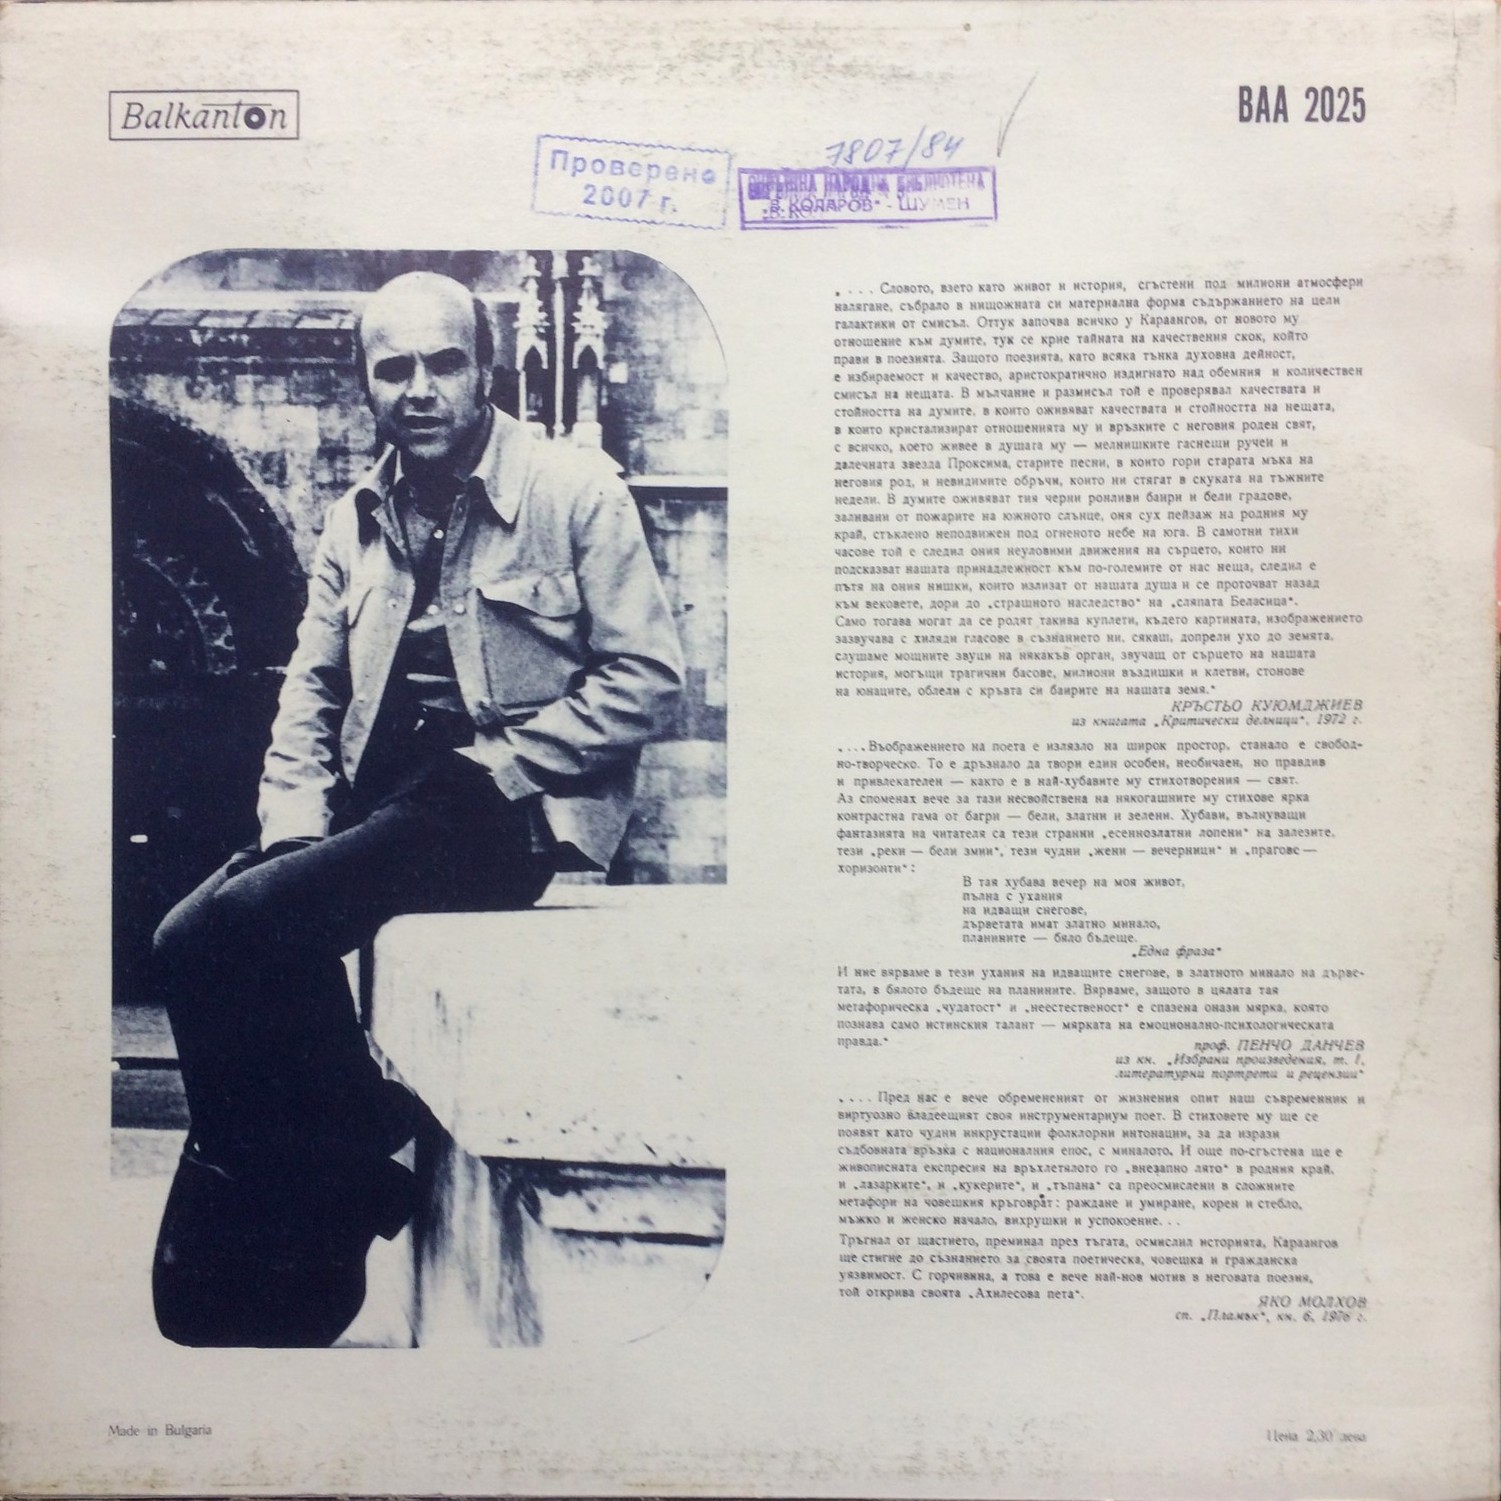 Balkanton
BAA 2025
7807/84
Проверено
2007 г.
НАРОДНА БИБЛИОТЕКА
"В. КОЛАРОВ" - ШУМЕН
„ . . . Словото, взето като живот и история, сгъстени под милиони атмосфери
налягане, събрало в нищожната си материална форма съдържанието на цели
галактики от смисъл. Оттук започва всичко у Караангов, от новото му
отношение към думите, тук се крие тайната на качествения скок, който
прави в поезията. Защото поезията, като всяка тънка духовна дейност,
е избираемост и качество, аристократично издигнато над обемния и количествен
смисъл на нещата. В мълчание и размисъл той е проверявал качествата и
стойността на думите, в които оживяват качествата и стойността на нещата,
в които кристализират отношенията му и връзките с неговия роден свят,
с всичко, което живее в душата му — мелнишките гаснещи ручеи и
далечната звезда Проксима, старите песни, в които гори старата мъка на
неговия род, и невидимите обръчи, които ни стягат в скуката на тъжните
недели. В думите оживяват тия черни ронливи баири и бели градове,
заливани от пожарите на южното слънце, оня сух пейзаж на родния му
край, стъклено неподвижен под огненото небе на юга. В самотни тихи
часове той е следил ония неуловими движения на сърцето, които ни
подсказват нашата принадлежност към по-големите от нас неща, следил е
пътя на ония нишки, които излизат от нашата душа и се проточват назад
към вековете, дори до „страшното наследство“ на „сляпата Беласица“.
Само тогава могат да се родят такива куплети, където картината, изображението
зазвучава с хиляди гласове в съзнанието ни, сякаш, допрели ухо до земята,
слушаме мощните звуци на някакъв орган, звучащ от сърцето на нашата
история, могъщи трагични басове, милиони въздишки и клетви, стонове
на юнаците, облели с кръвта си баирите на нашата земя.“
КРЪСТЬО КУЮМДЖИЕВ
из книгата „Критически делници“, 1972 г.
„ . . . Въображението на поета е излязло на широк простор, станало е свобод-
но-творческо. То е дръзнало да твори един особен, необичаен, но правдив
и привлекателен — както е в най-хубавите му стихотворения — свят.
Аз споменах вече за тази несвойствена на някогашните му стихове ярка
контрастна гама от багри — бели, златни и зелени. Хубави, вълнуващи
фантазията на читателя са тези странни „есеннозлатни лопени“ на залезите,
тези „реки — бели змии“, тези чудни „жени — вечерници“ и „прагове —
хоризонти“ :
В тая хубава вечер на моя живот,
пълна с ухания
на идващи снегове,
дърветата имат златно минало,
планините — бяло бъдеще.
„Една фраза“
И ние вярваме в тези ухания на идващите снегове, в златното минало на дърве-
тата, в бялото бъдеще на планините. Вярваме, защото в цялата тая
метафорическа „чудатост“ и „неестественост“ е спазена онази мярка, която
познава само истинския талант — мярката на емоционално-психологическата
правда.“
проф. ПЕНЧО ДАНЧЕВ
из кн. „Избрани произведения, т. I,
литературни портрети и рецензии“
„ . . . Пред нас е вече обремененият от жизнения опит наш съвременник и
виртуозно владеещият своя инструментариум поет. В стиховете му ще се
появят като чудни инкрустации фолклорни интонации, за да изрази
съдбовната връзка с националния епос, с миналото. И още по-сгъстена ще е
живописната експресия на връхлетялото го „внезапно лято“ в родния край,
и „лазарките“, и „кукерите“, и „тъпана“ са преосмислени в сложните
метафори на човешкия кръговрат : раждане и умиране, корен и стебло,
мъжко и женско начало, вихрушки и успокоение. . .
Тръгнал от щастието, преминал през тъгата, осмислил историята, Караангов
ще стигне до съзнанието за своята поетическа, човешка и гражданска
уязвимост. С горчивина, а това е вече най-нов мотив в неговата поезия,
той открива своята „Ахилесова пета“.
ЯКО МОЛХОВ
сп. „Пламък“, кн. 6, 1976 г.
Made in Bulgaria
Цена 2,30 лева